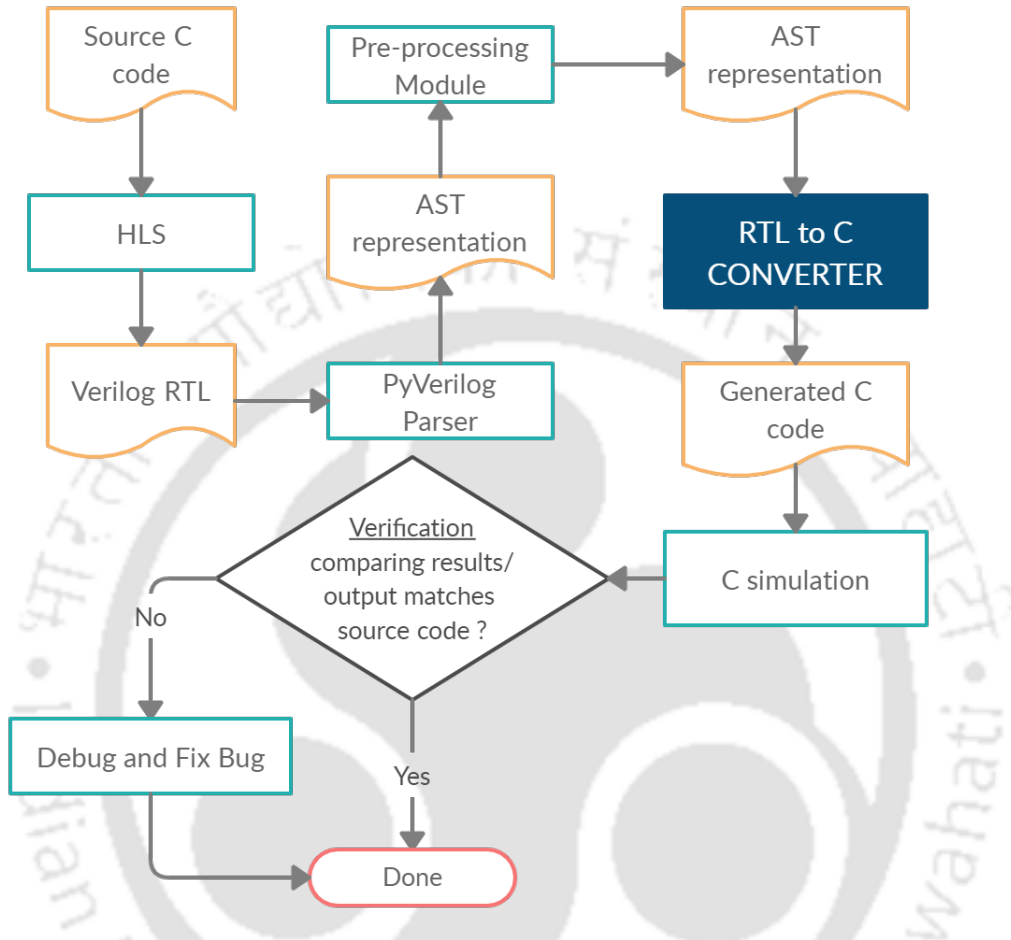 Source C
code
HLS
Verilog RTL
PyVerilog
Parser
AST
representation
Pre-processing
Module
AST
representation
RTL to C
CONVERTER
Generated C
code
C simulation
Verification
comparing results/
output matches
source code ?
No
Debug and Fix Bug
Yes
Done